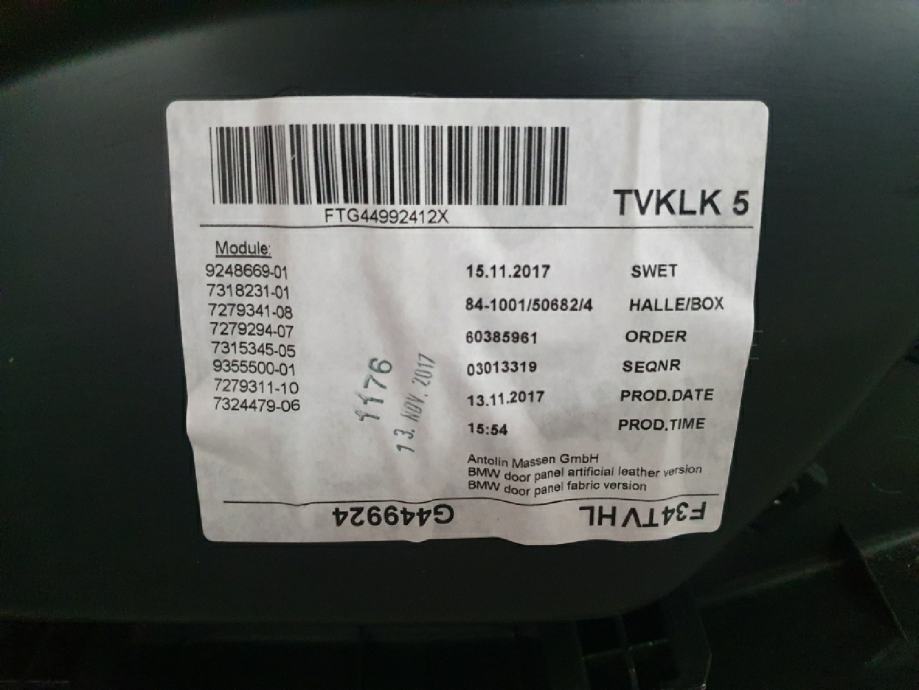 FTG44992412X
TVKLK 5
Module:
9248669-01
7318231-01
7279341-08
7279294-07
7315345-05
9355500-01
7279311-10
7324479-06
1176
13. NOV. 2017
15.11.2017 SWET
84-1001/50682/4 HALLE/BOX
60385961 ORDER
03013319 SEQNR
13.11.2017 PROD.DATE
15:54 PROD.TIME
Antolin Massen GmbH
BMW door panel artificial leather version
BMW door panel fabric version
F34TVHL G449924